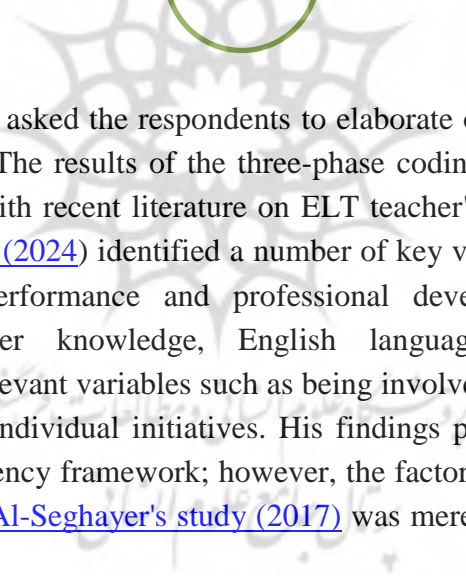 asked the respondents to elaborate
The results of the three-phase codin
ith recent literature on ELT teacher'
(2024) identified a number of key v
erformance and professional deve
er knowledge, English languag
evant variables such as being involve
ndividual initiatives. His findings p
ency framework; however, the factor
Al-Seghayer's study (2017) was mere